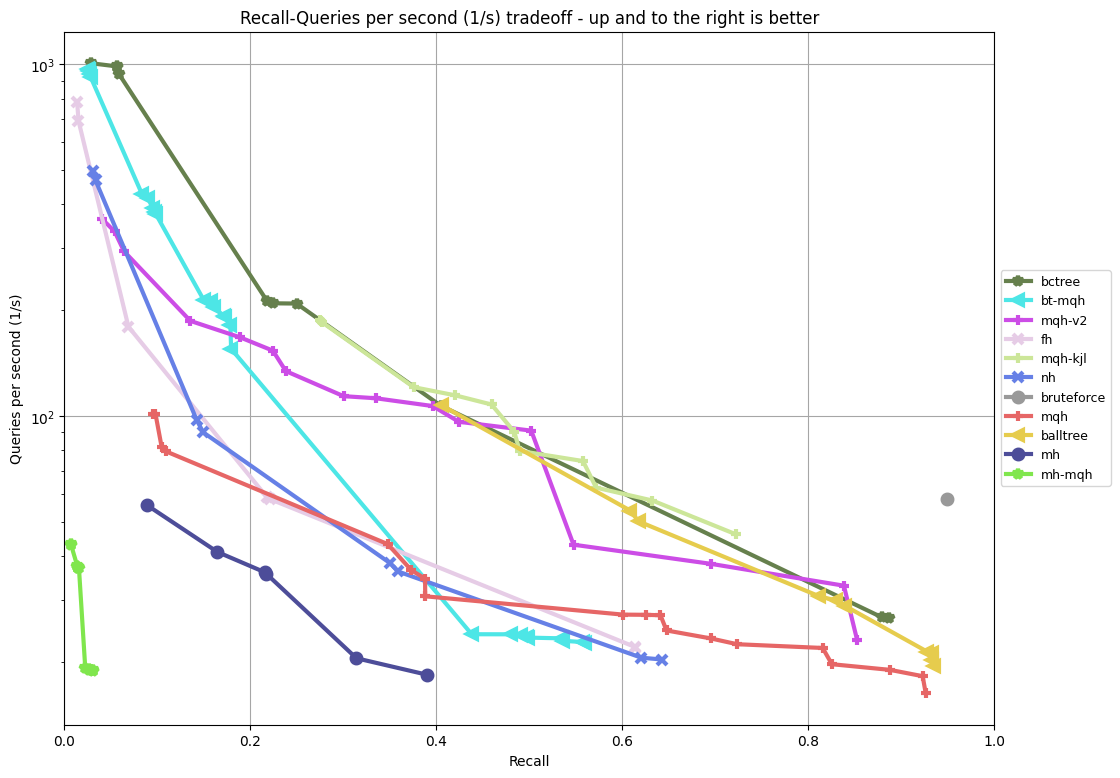 Recall-Queries per second (1/s) tradeoff - up and to the right is better
Queries per second (1/s)
10³
10²
0.0 0.2 0.4 0.6 0.8 1.0
Recall
bctree
bt-mqh
mqh-v2
fh
mqh-kjl
nh
bruteforce
mqh
balltree
mh
mh-mqh